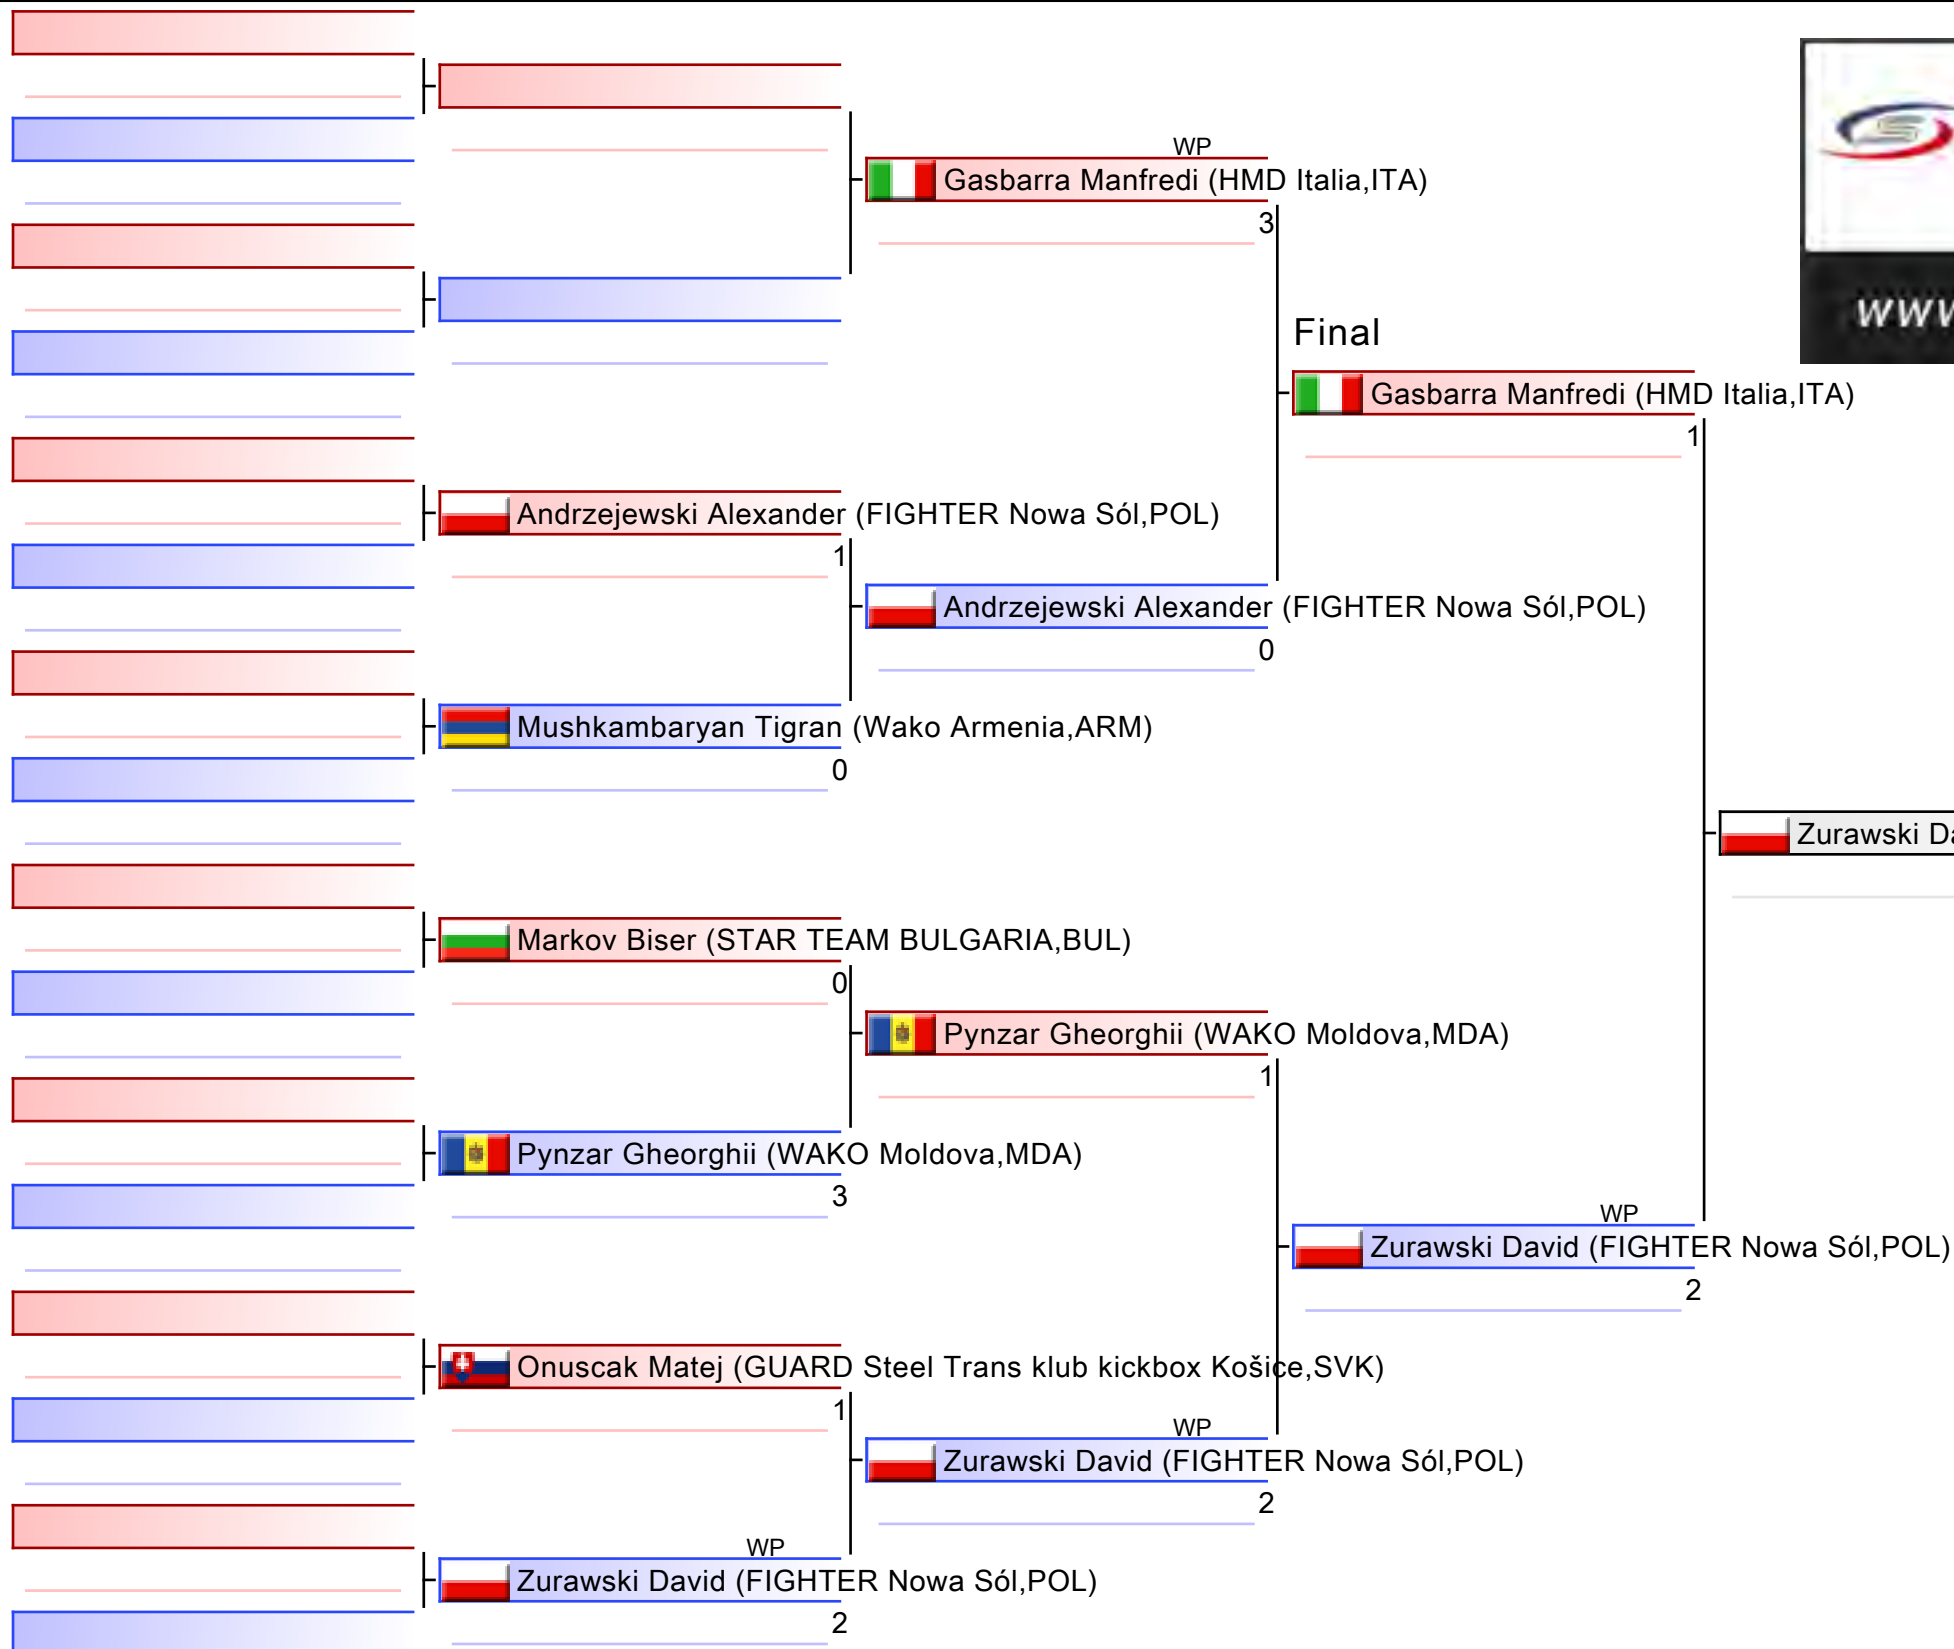 WP
Gasbarra Manfredi (HMD Italia,ITA)
3
Final
Gasbarra Manfredi (HMD Italia,ITA)
1
Andrzejewski Alexander (FIGHTER Nowa Sól,POL)
1
Andrzejewski Alexander (FIGHTER Nowa Sól,POL)
0
Mushkambaryan Tigran (Wako Armenia,ARM)
0
Zurawski Da
Markov Biser (STAR TEAM BULGARIA,BUL)
0
Pynzar Gheorghii (WAKO Moldova,MDA)
1
Pynzar Gheorghii (WAKO Moldova,MDA)
3
WP
Zurawski David (FIGHTER Nowa Sól,POL)
2
Onuscak Matej (GUARD Steel Trans klub kickbox Košice,SVK)
1
WP
Zurawski David (FIGHTER Nowa Sól,POL)
2
WP
Zurawski David (FIGHTER Nowa Sól,POL)
2